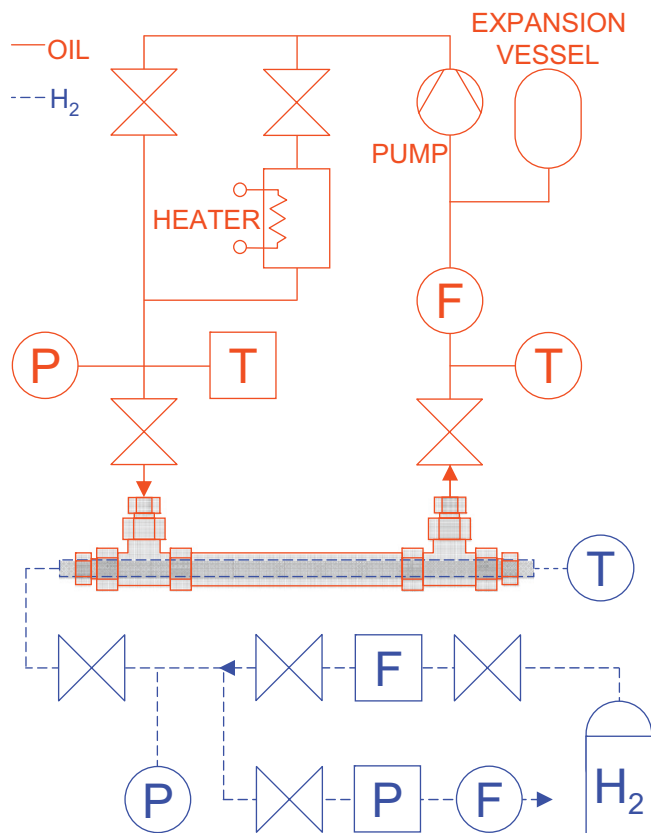 EXPANSION
VESSEL
OIL
H₂
PUMP
HEATER
F
P
T
T
T
F
P
P
F
H₂